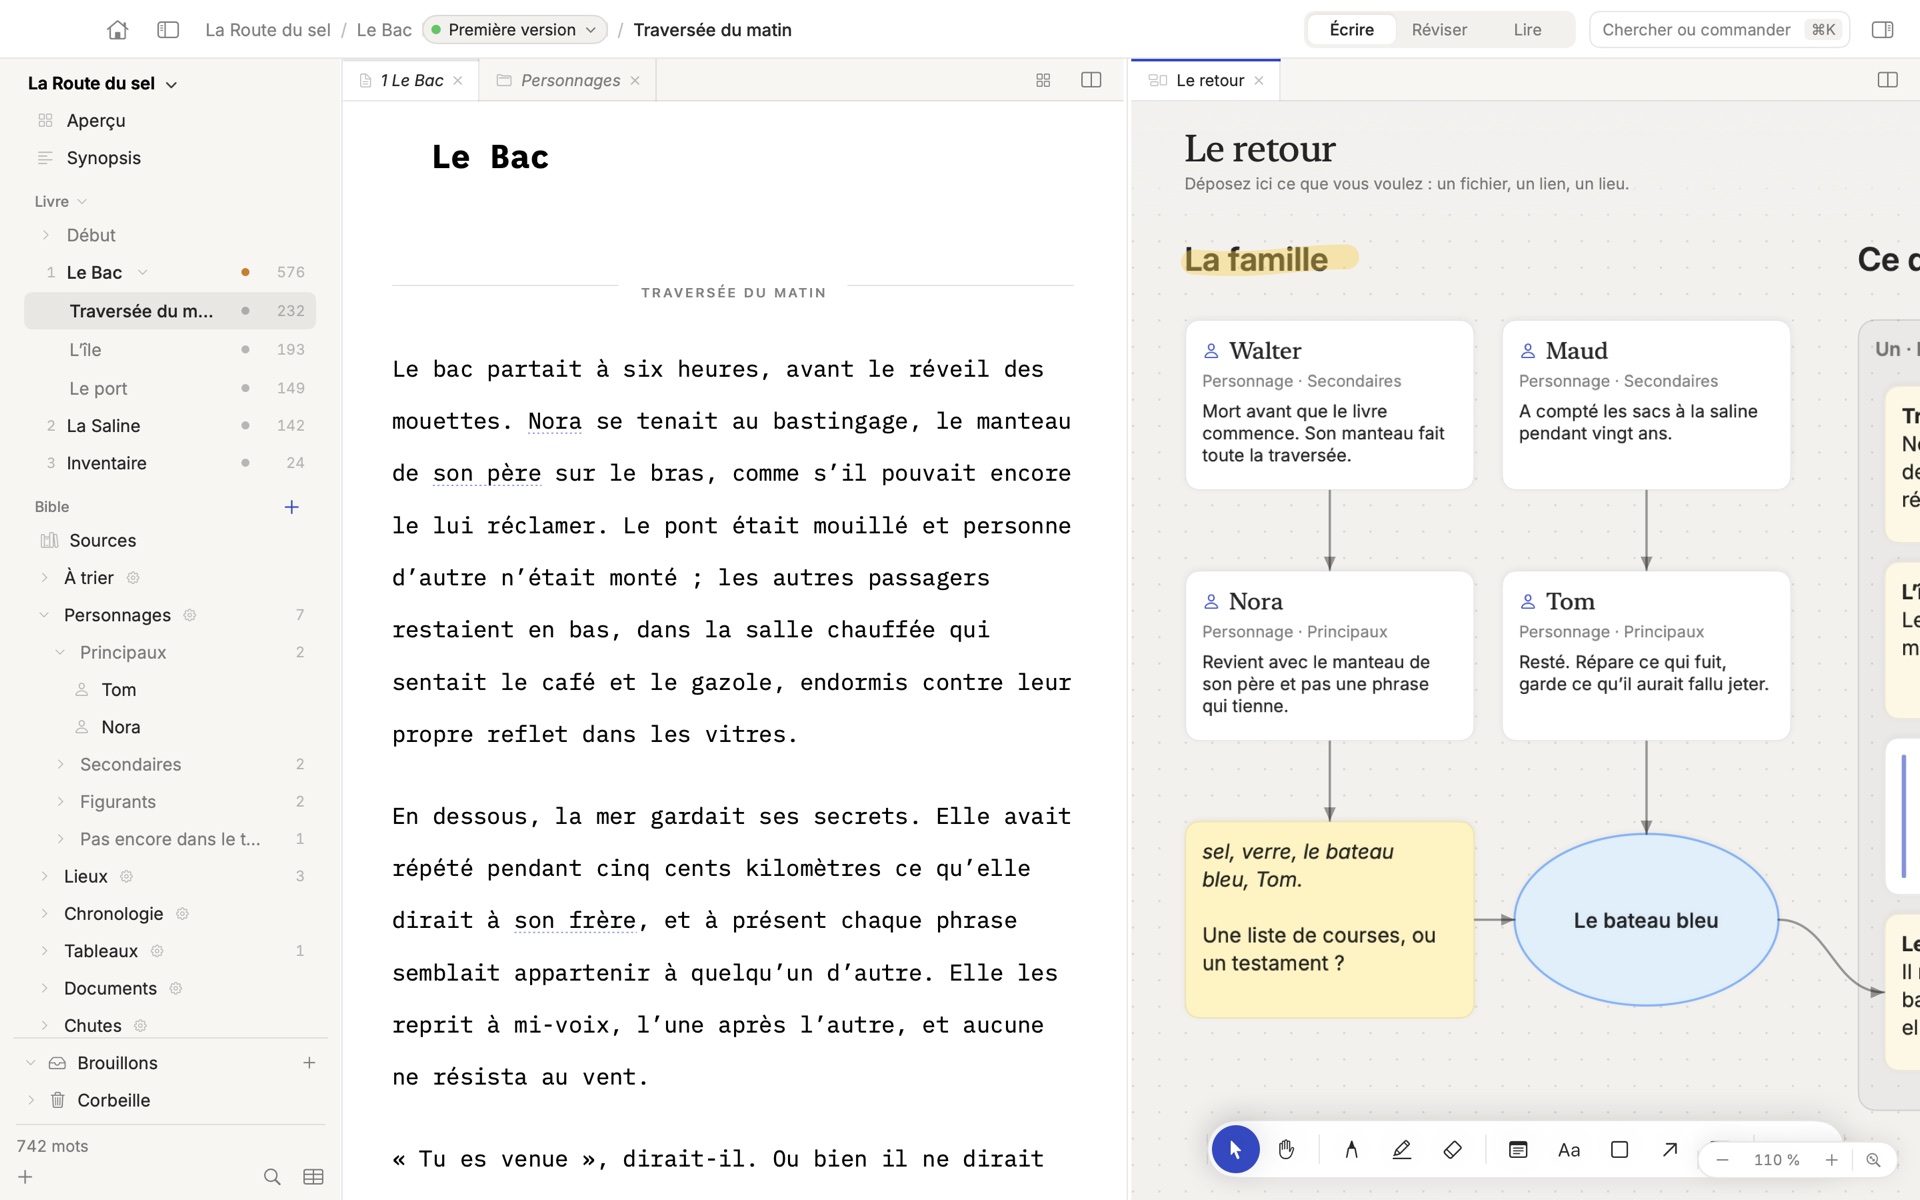 La Route du sel / Le Bac Première version / Traversée du matin
Écrire Réviser Lire
Chercher ou commander ⌘K
La Route du sel
Aperçu
Synopsis
Livre
Début
1 Le Bac 576
Traversée du m... 232
L’île 193
Le port 149
2 La Saline 142
3 Inventaire 24
Bible
Sources
À trier
Personnages 7
Principaux 2
Tom
Nora
Secondaires 2
Figurants 2
Pas encore dans le t... 1
Lieux 3
Chronologie
Tableaux 1
Documents
Chutes
Brouillons
Corbeille
742 mots
1 Le Bac
Personnages
Le Bac
TRAVERSÉE DU MATIN
Le bac partait à six heures, avant le réveil des
mouettes. Nora se tenait au bastingage, le manteau
de son père sur le bras, comme s’il pouvait encore
le lui réclamer. Le pont était mouillé et personne
d’autre n’était monté ; les autres passagers
restaient en bas, dans la salle chauffée qui
sentait le café et le gazole, endormis contre leur
propre reflet dans les vitres.
En dessous, la mer gardait ses secrets. Elle avait
répété pendant cinq cents kilomètres ce qu’elle
dirait à son frère, et à présent chaque phrase
semblait appartenir à quelqu’un d’autre. Elle les
reprit à mi-voix, l’une après l’autre, et aucune
ne résista au vent.
« Tu es venue », dirait-il. Ou bien il ne dirait
Le retour
Le retour
Déposez ici ce que vous voulez : un fichier, un lien, un lieu.
La famille
Walter
Personnage · Secondaires
Mort avant que le livre
commence. Son manteau fait
toute la traversée.
Maud
Personnage · Secondaires
A compté les sacs à la saline
pendant vingt ans.
Nora
Personnage · Principaux
Revient avec le manteau de
son père et pas une phrase
qui tienne.
Tom
Personnage · Principaux
Resté. Répare ce qui fuit,
garde ce qu’il aurait fallu jeter.
sel, verre, le bateau
bleu, Tom.
Une liste de courses, ou
un testament ?
Le bateau bleu
Ce
Un ·
Il
Aa
110 %